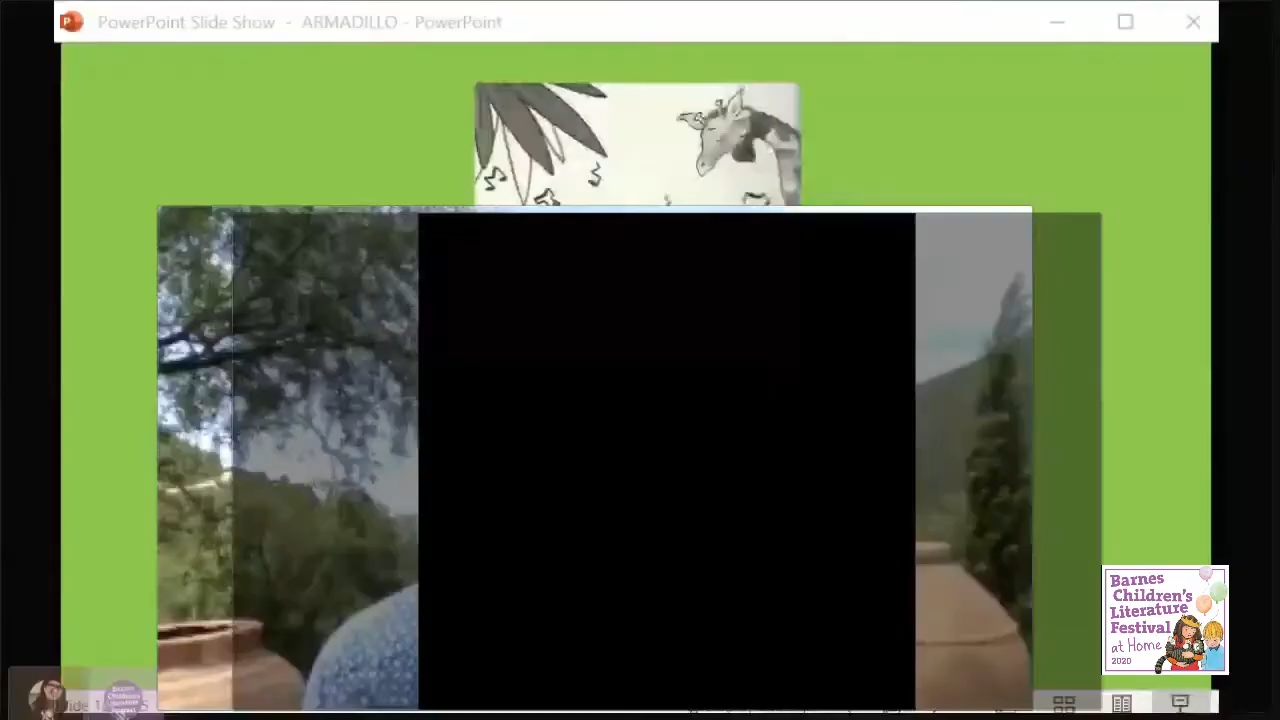 PowerPoint Slide Show - ARMADILLO - PowerPoint
Barnes
Children's
Literature
Festival
at Home
2020